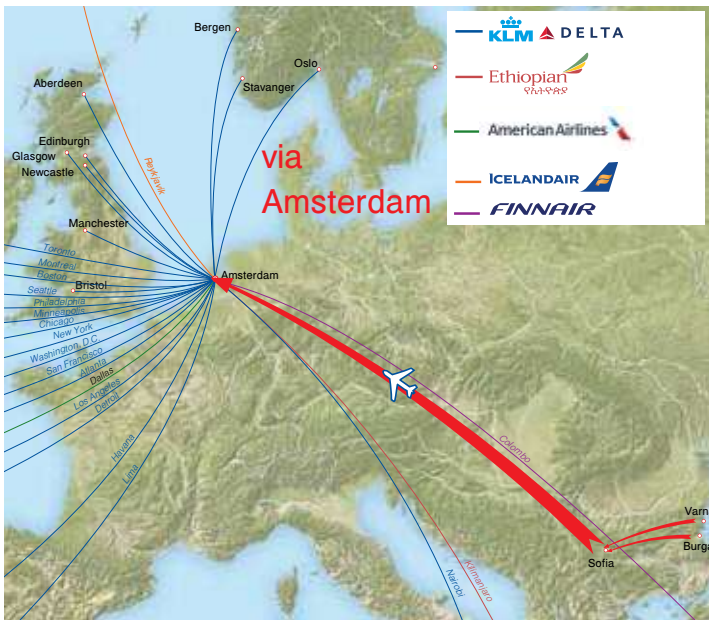 Bergen
Oslo
Stavanger
Aberdeen
Edinburgh
Glasgow
Newcastle
Manchester
Bristol
Reykjavik
via
Amsterdam
KLM DELTA
Ethiopian
የኢትዮጵያ
American Airlines
ICELANDAIR
FINNAIR
Amsterdam
Toronto
Montreal
Boston
Seattle
Philadelphia
Minneapolis
Chicago
New York
Washington, D.C.
San Francisco
Atlanta
Dallas
Los Angeles
Detroit
Havana
Lima
Colombo
Kilimanjaro
Nairobi
Sofia
Varn
Burga